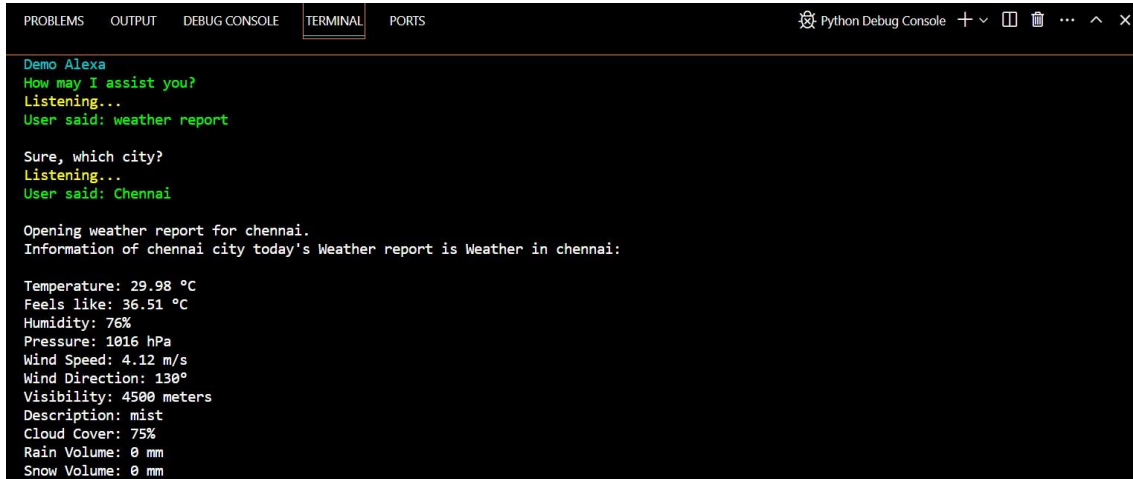 PROBLEMS OUTPUT DEBUG CONSOLE TERMINAL PORTS Python Debug Console
Demo Alexa
How may I assist you?
Listening...
User said: weather report
Sure, which city?
Listening...
User said: Chennai
Opening weather report for chennai.
Information of chennai city today's Weather report is Weather in chennai:
Temperature: 29.98 °C
Feels like: 36.51 °C
Humidity: 76%
Pressure: 1016 hPa
Wind Speed: 4.12 m/s
Wind Direction: 130°
Visibility: 4500 meters
Description: mist
Cloud Cover: 75%
Rain Volume: 0 mm
Snow Volume: 0 mm